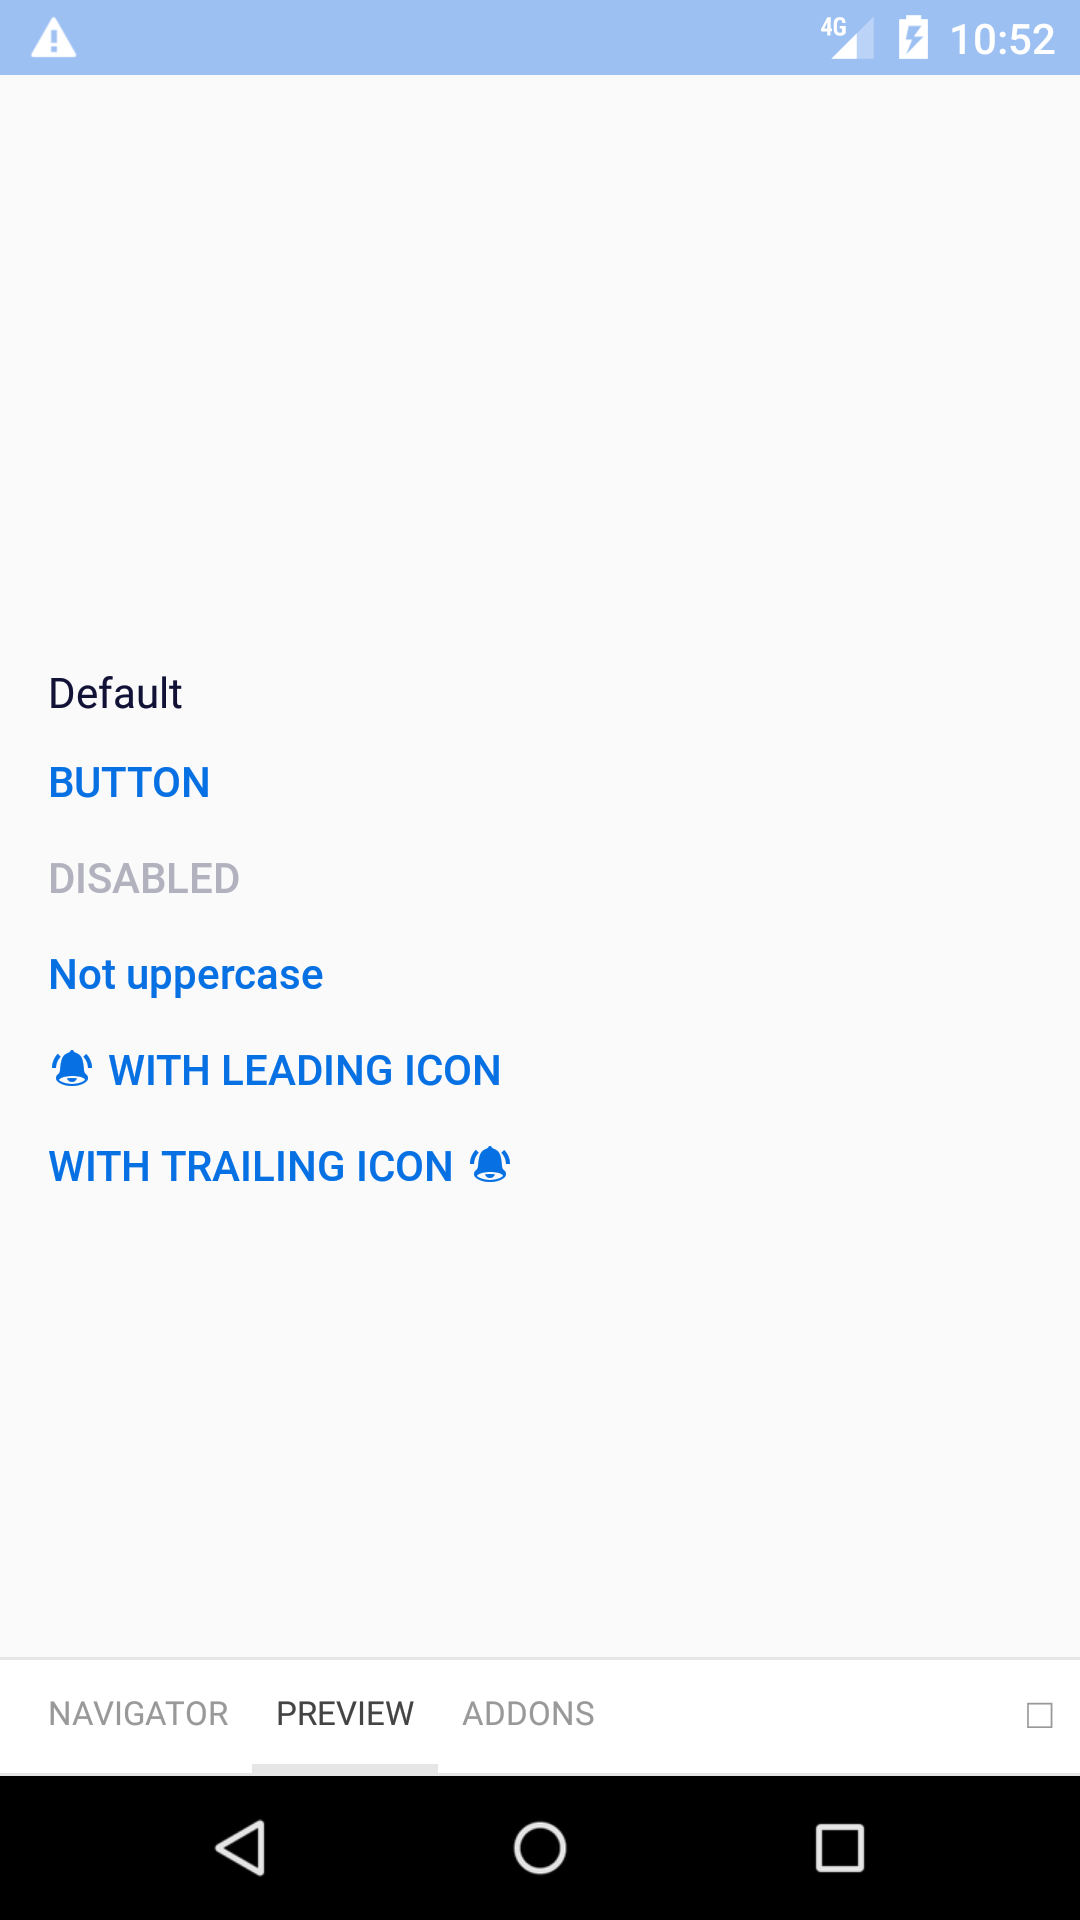 4G 10:52
Default
BUTTON
DISABLED
Not uppercase
WITH LEADING ICON
WITH TRAILING ICON
NAVIGATOR PREVIEW ADDONS